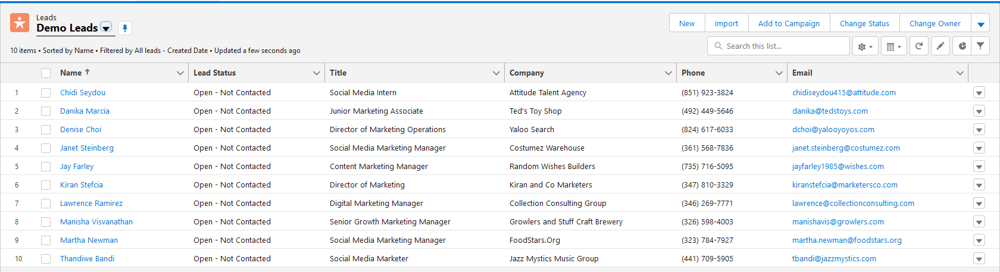 Leads
Demo Leads
New Import Add to Campaign Change Status Change Owner
10 items • Sorted by Name • Filtered by All leads - Created Date • Updated a few seconds ago
Search this list...
Name Lead Status Title Company Phone Email
1 Chidi Seydou Open - Not Contacted Social Media Intern Attitude Talent Agency (851) 923-3824 chidiseydou415@attitude.com
2 Danika Marcia Open - Not Contacted Junior Marketing Associate Ted's Toy Shop (492) 449-5646 danika@tedstoys.com
3 Denise Choi Open - Not Contacted Director of Marketing Operations Yaloo Search (824) 617-6033 dchoi@yalooyoyos.com
4 Janet Steinberg Open - Not Contacted Social Media Marketing Manager Costumez Warehouse (361) 568-7836 janet.steinberg@costumez.com
5 Jay Farley Open - Not Contacted Content Marketing Manager Random Wishes Builders (735) 716-5095 jayfarley1985@wishes.com
6 Kiran Stefcia Open - Not Contacted Director of Marketing Kiran and Co Marketers (347) 810-3329 kiranstefcia@marketersco.com
7 Lawrence Ramirez Open - Not Contacted Digital Marketing Manager Collection Consulting Group (346) 269-7771 lawrence@collectionconsulting.com
8 Manisha Visvanathan Open - Not Contacted Senior Growth Marketing Manager Growlers and Stuff Craft Brewery (326) 598-4003 manishavis@growlers.com
9 Martha Newman Open - Not Contacted Social Media Marketing Manager FoodStars.Org (323) 784-7927 martha.newman@foodstars.org
10 Thandiwe Bandi Open - Not Contacted Social Media Marketer Jazz Mystics Music Group (441) 709-5905 tbandi@jazzmystics.com